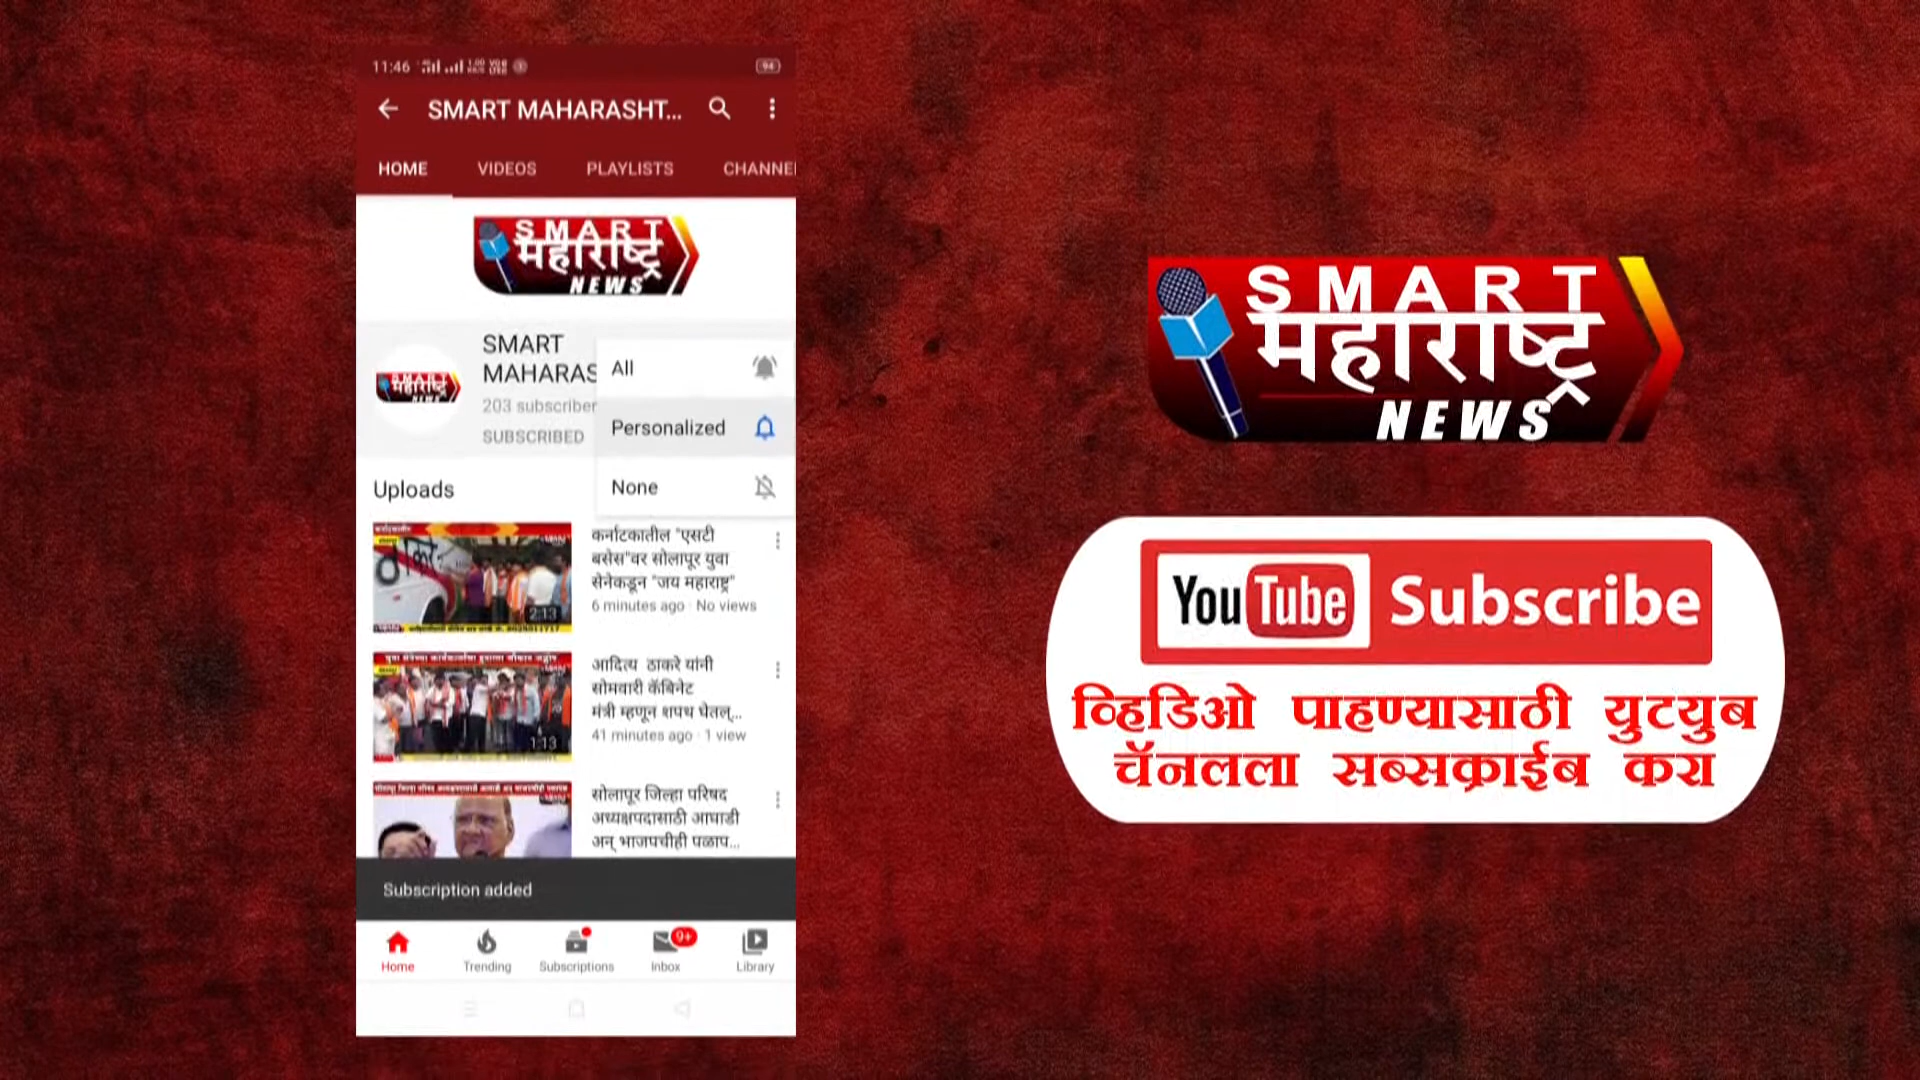 11:46
94
SMART MAHARASHT...
HOME VIDEOS PLAYLISTS CHANNEL
SMART
महाराष्ट्र
NEWS
SMART
MAHARAS
203 subscriber
SUBSCRIBED
All
Personalized
None
Uploads
कर्नाटकातील "एसटी
बसेस"वर सोलापूर युवा
सेनेकडून "जय महाराष्ट्र"
6 minutes ago · No views
2:13
आदित्य ठाकरे यांनी
सोमवारी कॅबिनेट
मंत्री म्हणून शपथ घेतल्...
41 minutes ago · 1 view
1:13
सोलापूर जिल्हा परिषद
अध्यक्षपदासाठी आघाडी
अन् भाजपचीही पळाप...
Subscription added
Home Trending Subscriptions Inbox Library
9+
SMART
महाराष्ट्र
NEWS
YouTube Subscribe
व्हिडिओ पाहण्यासाठी युटयुब
चॅनलला सब्सक्राईब करा